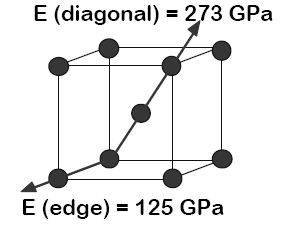 E (diagonal) = 273 GPa
E (edge) = 125 GPa